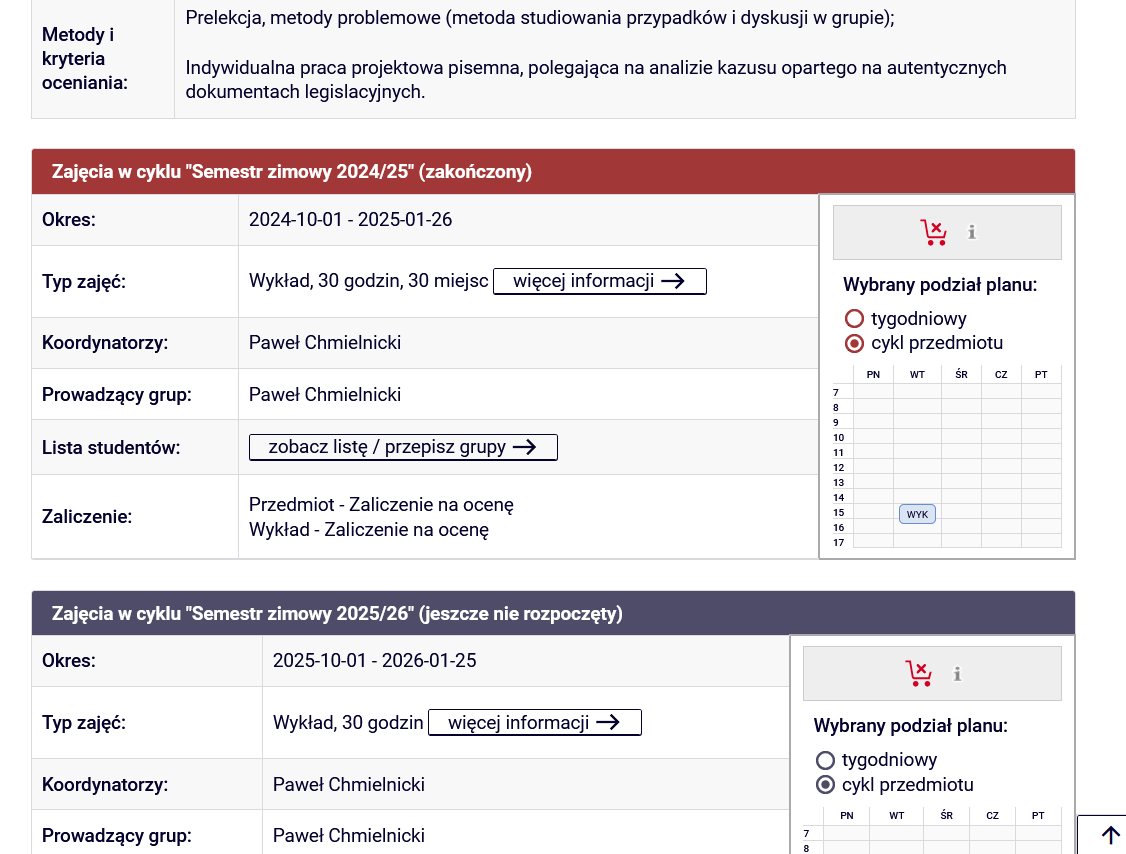 Metody i
kryteria
oceniania:
Prelekcja, metody problemowe (metoda studiowania przypadków i dyskusji w grupie);
Indywidualna praca projektowa pisemna, polegająca na analizie kazusu opartego na autentycznych
dokumentach legislacyjnych.
Zajęcia w cyklu "Semestr zimowy 2024/25" (zakończony)
Okres:
2024-10-01 - 2025-01-26
Typ zajęć:
Wykład, 30 godzin, 30 miejsc więcej informacji →
Koordynatorzy:
Paweł Chmielnicki
Prowadzący grup:
Paweł Chmielnicki
Lista studentów:
zobacz listę / przepisz grupy →
Zaliczenie:
Przedmiot - Zaliczenie na ocenę
Wykład - Zaliczenie na ocenę
i
Wybrany podział planu:
tygodniowy
cykl przedmiotu
PN WT ŚR CZ PT
7
8
9
10
11
12
13
14
15 WYK
16
17
Zajęcia w cyklu "Semestr zimowy 2025/26" (jeszcze nie rozpoczęty)
Okres:
2025-10-01 - 2026-01-25
Typ zajęć:
Wykład, 30 godzin więcej informacji →
Koordynatorzy:
Paweł Chmielnicki
Prowadzący grup:
Paweł Chmielnicki
i
Wybrany podział planu:
tygodniowy
cykl przedmiotu
PN WT ŚR CZ PT
7
8